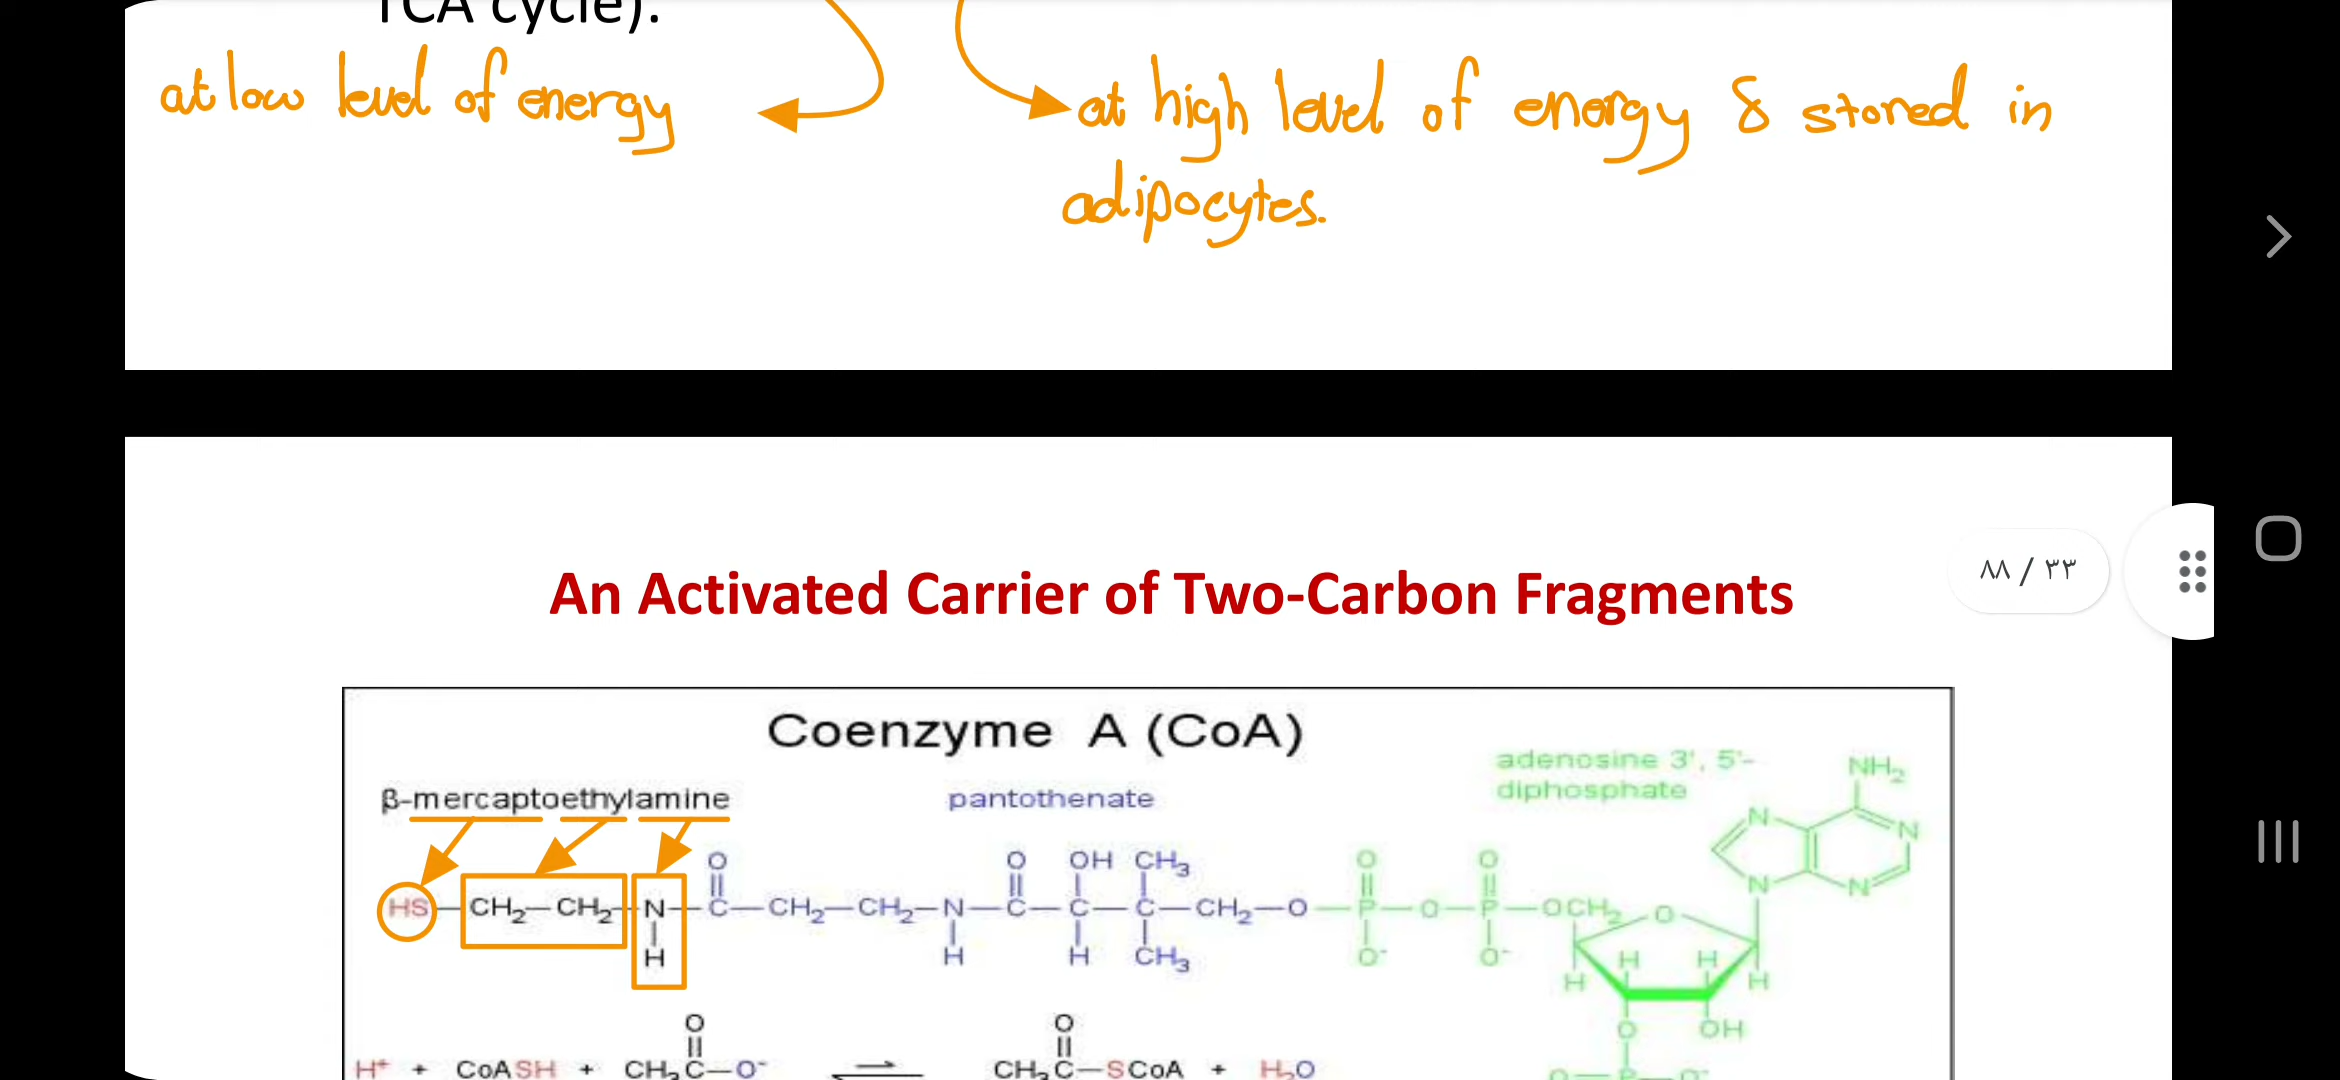 TCA cycle).
at low level of energy
at high level of energy & stored in
adipocytes.
٨٨ / ٣٣
An Activated Carrier of Two-Carbon Fragments
Coenzyme A (CoA)
β-mercaptoethylamine
pantothenate
adenosine 3', 5'-
diphosphate
NH₂
N N
O O OH CH₃ O O
N N
HS—CH₂—CH₂—N—C—CH₂—CH₂—N—C—C—C—CH₂—O—P—O—P—OCH₂ O
H H H CH₃ O⁻ O⁻ H H H H
O OH
O O
H⁺ + CoASH + CH₃C—O⁻ CH₃C—SCoA + H₂O
O—P—O⁻